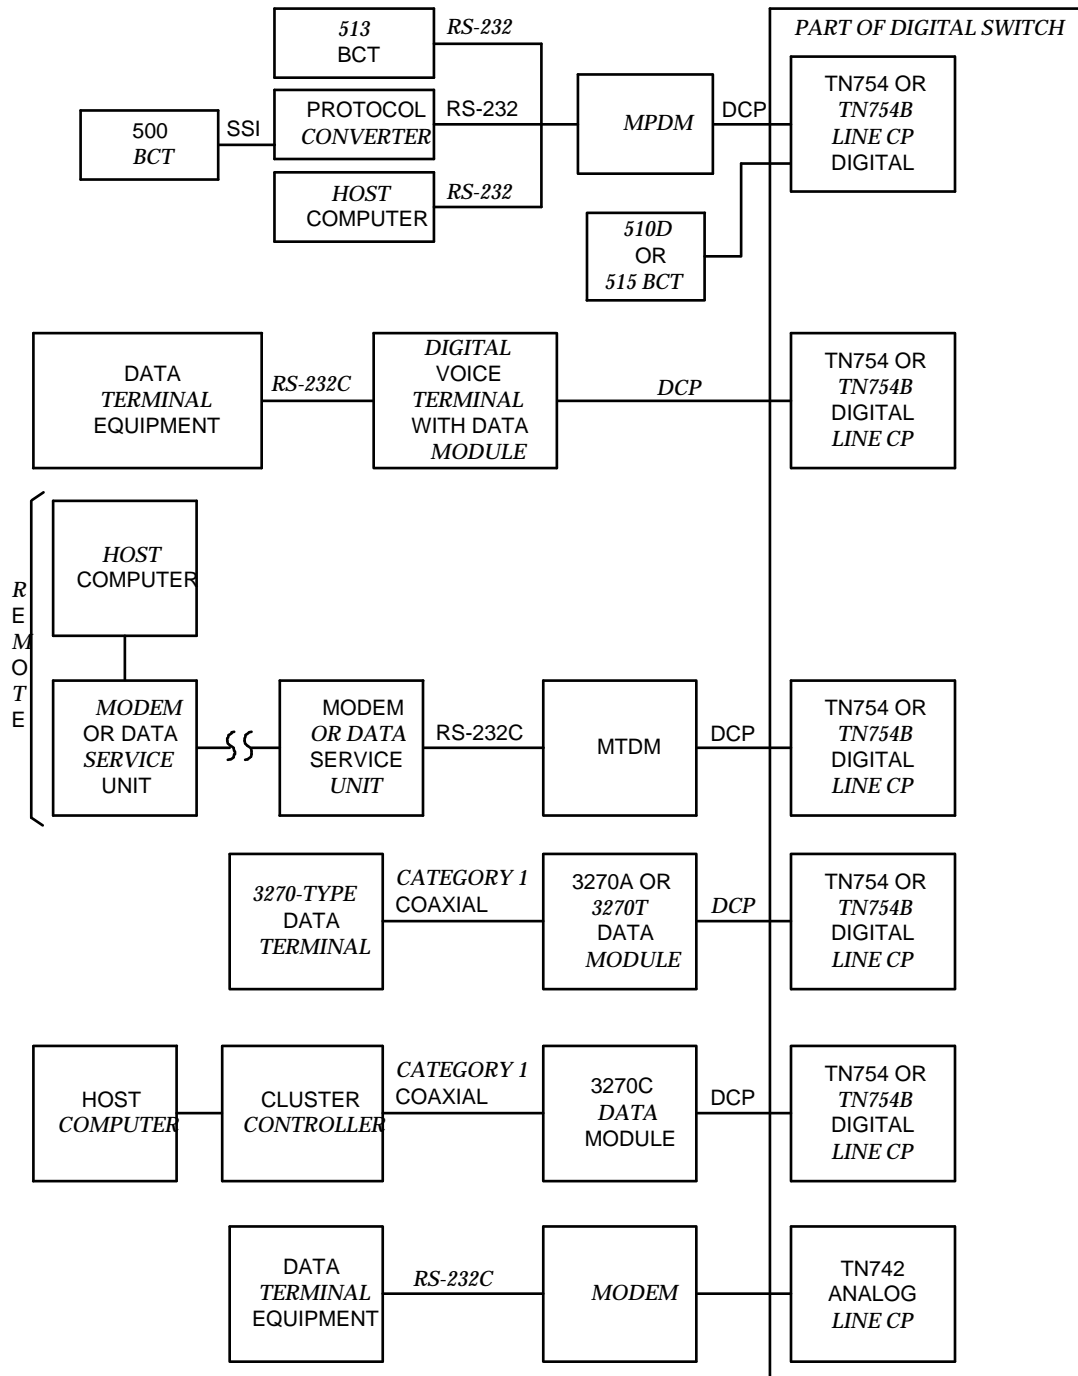 513
BCT
RS-232
PART OF DIGITAL SWITCH
500
BCT
SSI
PROTOCOL
CONVERTER
RS-232
MPDM
DCP
TN754 OR
TN754B
LINE CP
DIGITAL
HOST
COMPUTER
RS-232
510D
OR
515 BCT
DATA
TERMINAL
EQUIPMENT
RS-232C
DIGITAL
VOICE
TERMINAL
WITH DATA
MODULE
DCP
TN754 OR
TN754B
DIGITAL
LINE CP
REMOTE
HOST
COMPUTER
MODEM
OR DATA
SERVICE
UNIT
MODEM
OR DATA
SERVICE
UNIT
RS-232C
MTDM
DCP
TN754 OR
TN754B
DIGITAL
LINE CP
3270-TYPE
DATA
TERMINAL
CATEGORY 1
COAXIAL
3270A OR
3270T
DATA
MODULE
DCP
TN754 OR
TN754B
DIGITAL
LINE CP
HOST
COMPUTER
CLUSTER
CONTROLLER
CATEGORY 1
COAXIAL
3270C
DATA
MODULE
DCP
TN754 OR
TN754B
DIGITAL
LINE CP
DATA
TERMINAL
EQUIPMENT
RS-232C
MODEM
TN742
ANALOG
LINE CP